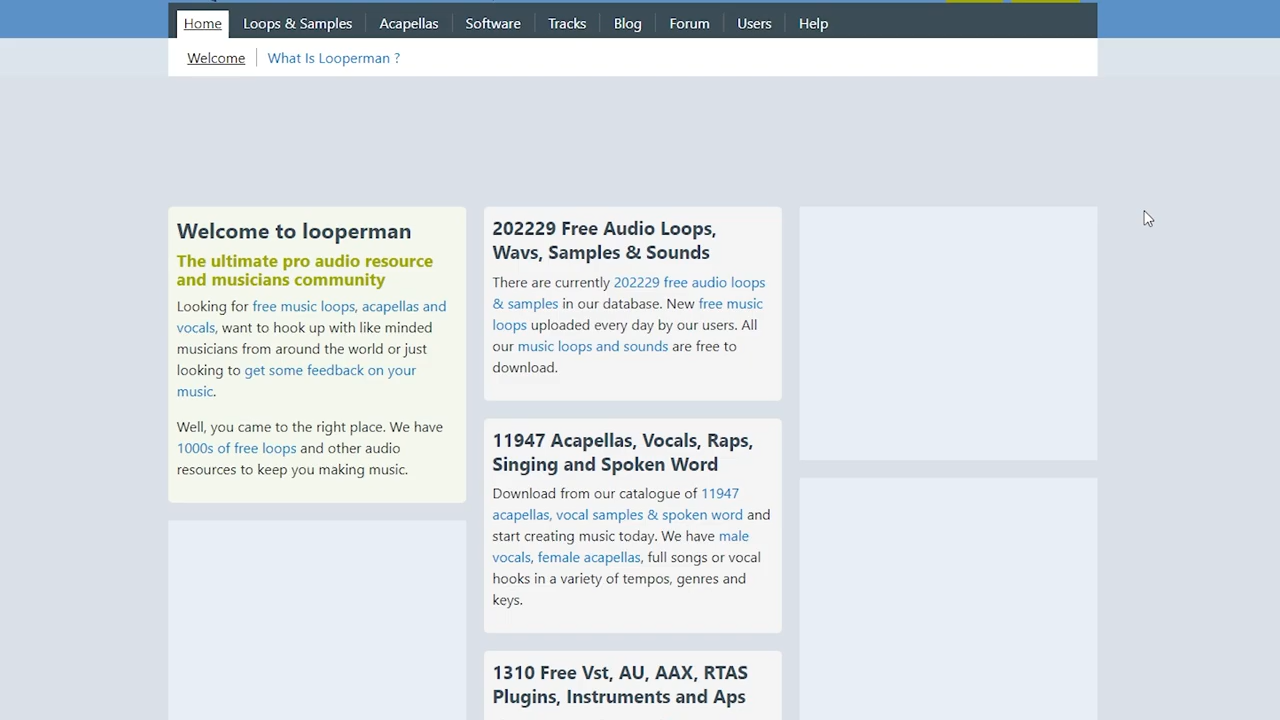 Home Loops & Samples Acapellas Software Tracks Blog Forum Users Help
Welcome What Is Looperman ?
Welcome to looperman
The ultimate pro audio resource
and musicians community
Looking for free music loops, acapellas and
vocals, want to hook up with like minded
musicians from around the world or just
looking to get some feedback on your
music.
Well, you came to the right place. We have
1000s of free loops and other audio
resources to keep you making music.
202229 Free Audio Loops,
Wavs, Samples & Sounds
There are currently 202229 free audio loops
& samples in our database. New free music
loops uploaded every day by our users. All
our music loops and sounds are free to
download.
11947 Acapellas, Vocals, Raps,
Singing and Spoken Word
Download from our catalogue of 11947
acapellas, vocal samples & spoken word and
start creating music today. We have male
vocals, female acapellas, full songs or vocal
hooks in a variety of tempos, genres and
keys.
1310 Free Vst, AU, AAX, RTAS
Plugins, Instruments and Aps